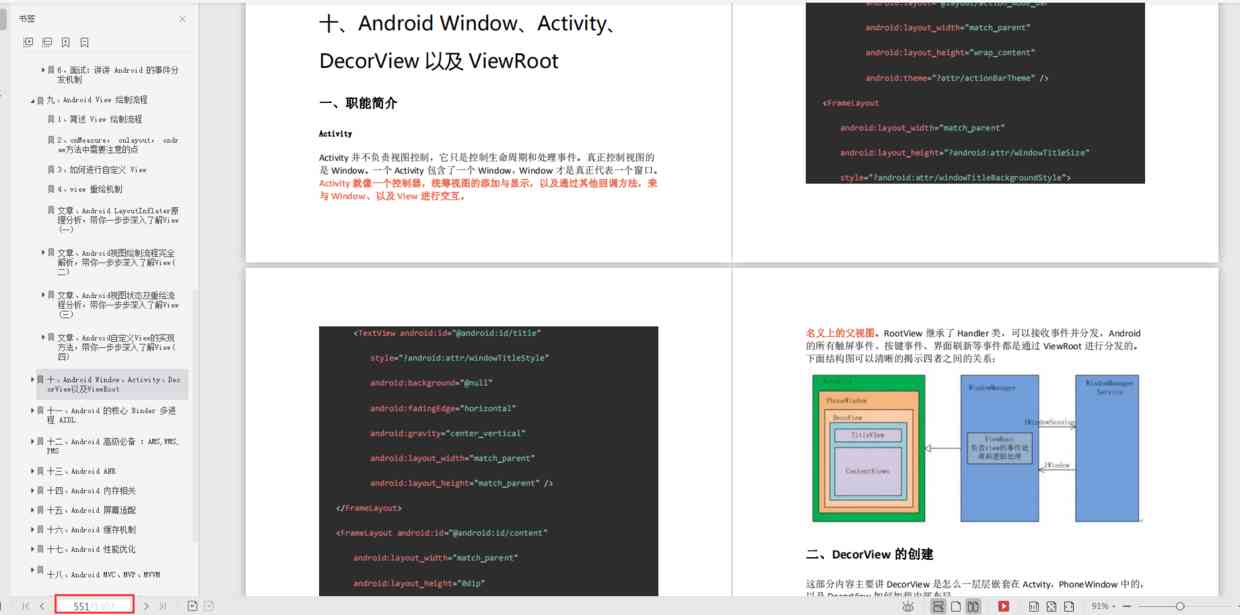 书签
6、面试：讲讲 Android 的事件分
发机制
九、Android View 绘制流程
1、简述 View 绘制流程
2、onMeasure， onlayout， ondr
aw方法中需要注意的点
3、如何进行自定义 View
4、view 重绘机制
文章、Android LayoutInflater原
理分析，带你一步步深入了解View
(一)
文章、Android视图绘制流程完全
解析，带你一步步深入了解View(
二)
文章、Android视图状态及重绘流
程分析，带你一步步深入了解View
(三)
文章、Android自定义View的实现
方法，带你一步步深入了解View(
四)
十、Android Window、Activity、Dec
orView以及ViewRoot
十一、Android 的核心 Binder 多进
程 AIDL
十二、Android 高级必备 ：AMS,WMS,
PMS
十三、Android ANR
十四、Android 内存相关
十五、Android 屏幕适配
十六、Android 缓存机制
十七、Android 性能优化
十八、Android MVC、MVP、MVVM
551
十、Android Window、Activity、
DecorView 以及 ViewRoot
一、职能简介
Activity
Activity 并不负责视图控制，它只是控制生命周期和处理事件。真正控制视图的
是 Window。一个 Activity 包含了一个 Window，Window 才是真正代表一个窗口。
Activity 就像一个控制器，统筹视图的添加与显示，以及通过其他回调方法，来
与 Window、以及 View 进行交互。
android:layout="@layout/action_mode_bar"
android:layout_width="match_parent"
android:layout_height="wrap_content"
android:theme="?attr/actionBarTheme" />
<FrameLayout
android:layout_width="match_parent"
android:layout_height="?android:attr/windowTitleSize"
style="?android:attr/windowTitleBackgroundStyle">
<TextView android:id="@android:id/title"
style="?android:attr/windowTitleStyle"
android:background="@null"
android:fadingEdge="horizontal"
android:gravity="center_vertical"
android:layout_width="match_parent"
android:layout_height="match_parent" />
</FrameLayout>
<FrameLayout android:id="@android:id/content"
android:layout_width="match_parent"
android:layout_height="0dip"
名义上的父视图。RootView 继承了 Handler 类，可以接收事件并分发，Android
的所有触屏事件、按键事件、界面刷新等事件都是通过 ViewRoot 进行分发的。
下面结构图可以清晰的揭示四者之间的关系：
PhoneWindow
DecoView
TitleView
ContentViews
WindowManager
ViewRoot
负责view的事件处
理和逻辑处理
IWindowSession
IWindow
WindowManager
Service
二、DecorView 的创建
这部分内容主要讲 DecorView 是怎么一层层嵌套在 Actvity，PhoneWindow 中的，
以及 DecorView 如何加载内部布局。
91%